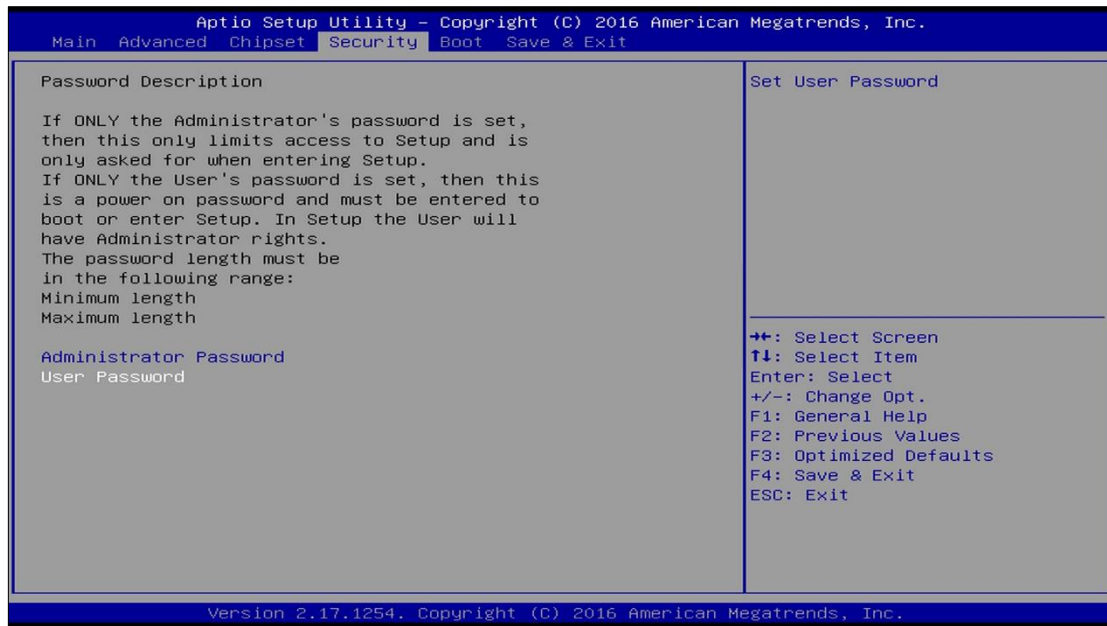 Aptio Setup Utility – Copyright (C) 2016 American Megatrends, Inc.
Main Advanced Chipset Security Boot Save & Exit
Password Description
If ONLY the Administrator's password is set,
then this only limits access to Setup and is
only asked for when entering Setup.
If ONLY the User's password is set, then this
is a power on password and must be entered to
boot or enter Setup. In Setup the User will
have Administrator rights.
The password length must be
in the following range:
Minimum length
Maximum length
Administrator Password
User Password
Set User Password
→←: Select Screen
↑↓: Select Item
Enter: Select
+/-: Change Opt.
F1: General Help
F2: Previous Values
F3: Optimized Defaults
F4: Save & Exit
ESC: Exit
Version 2.17.1254. Copyright (C) 2016 American Megatrends, Inc.